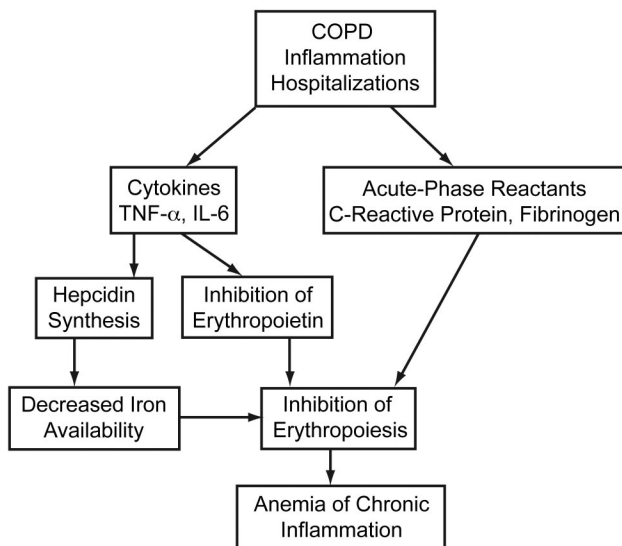 COPD
Inflammation
Hospitalizations
Cytokines
TNF-α, IL-6
Acute-Phase Reactants
C-Reactive Protein, Fibrinogen
Hepcidin
Synthesis
Inhibition of
Erythropoietin
Decreased Iron
Availability
Inhibition of
Erythropoiesis
Anemia of Chronic
Inflammation